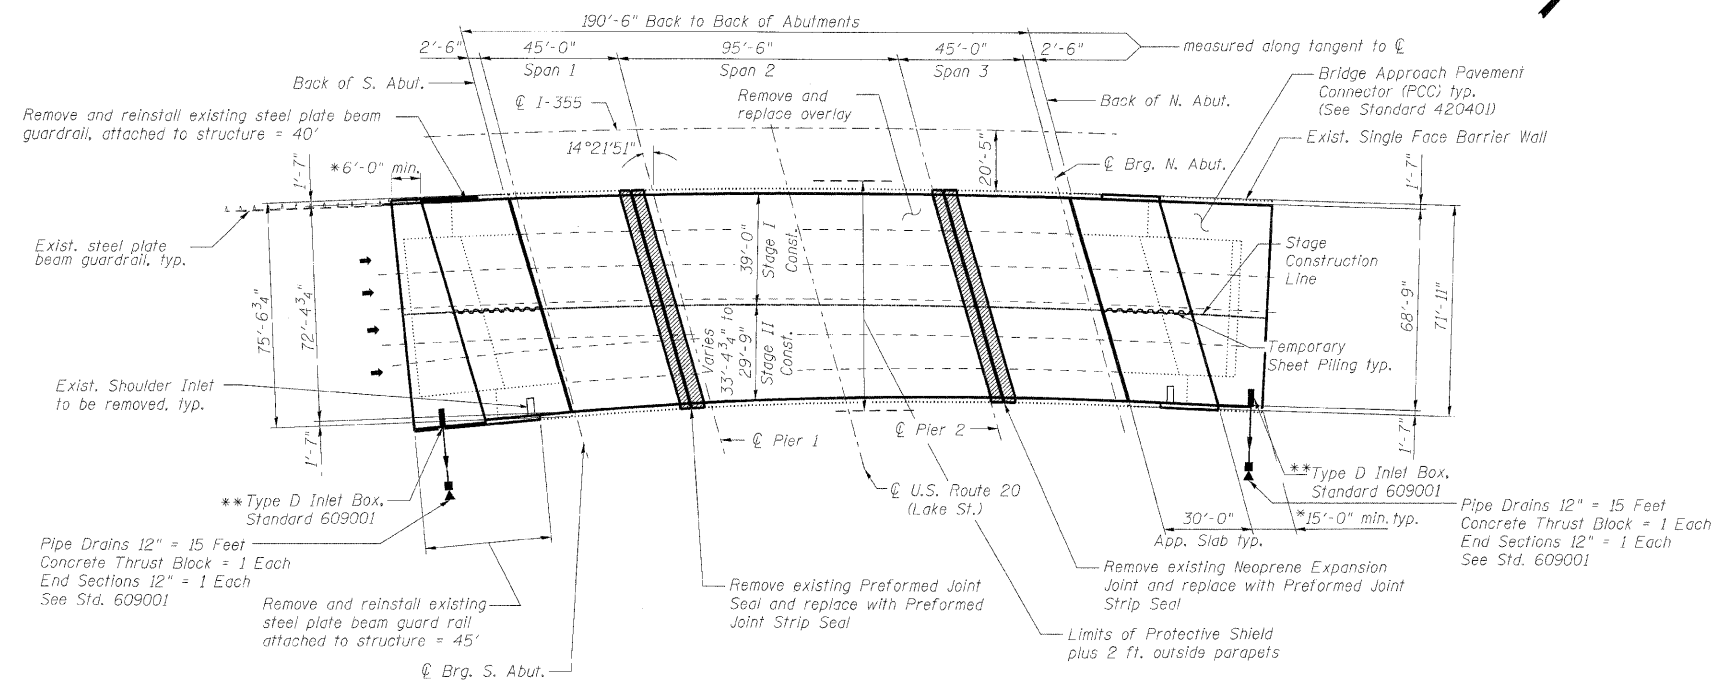 190'-6" Back to Back of Abutments
2'-6"
45'-0"
95'-6"
45'-0"
2'-6"
measured along tangent to ℄
Span 1
Span 2
Span 3
Back of S. Abut.
℄ I-355
Remove and
replace overlay
Back of N. Abut.
Bridge Approach Pavement
Connector (PCC) typ.
(See Standard 420401)
Remove and reinstall existing steel plate beam
guardrail, attached to structure = 40'
14°21'51"
20'-5"
Exist. Single Face Barrier Wall
℄ Brg. N. Abut.
1'-7"
*6'-0" min.
1'-7"
Exist. steel plate
beam guardrail, typ.
39'-0"
Stage I
Const.
Stage
Construction
Line
75'-6 3/4"
72'-4 3/4"
68'-9"
71'-11"
Varies
33'-4 3/4" to
29'-9"
Stage II
Const.
Temporary
Sheet Piling typ.
Exist. Shoulder Inlet
to be removed, typ.
1'-7"
℄ Pier 1
℄ Pier 2
1'-7"
**Type D Inlet Box,
Standard 609001
℄ U.S. Route 20
(Lake St.)
**Type D Inlet Box,
Standard 609001
Pipe Drains 12" = 15 Feet
Concrete Thrust Block = 1 Each
End Sections 12" = 1 Each
See Std. 609001
30'-0"
App. Slab typ.
*15'-0" min. typ.
Pipe Drains 12" = 15 Feet
Concrete Thrust Block = 1 Each
End Sections 12" = 1 Each
See Std. 609001
Remove and reinstall existing
steel plate beam guard rail
attached to structure = 45'
Remove existing Preformed Joint
Seal and replace with Preformed
Joint Strip Seal
Remove existing Neoprene Expansion
Joint and replace with Preformed Joint
Strip Seal
Limits of Protective Shield
plus 2 ft. outside parapets
℄ Brg. S. Abut.